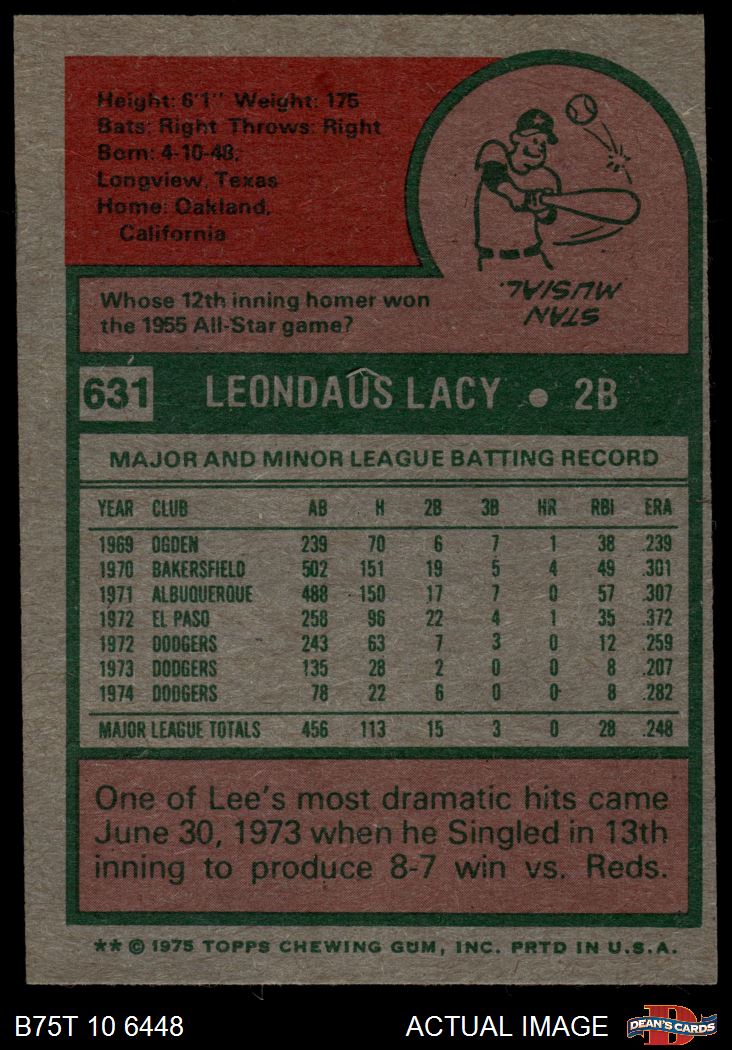 Height: 6'1" Weight: 175
Bats: Right Throws: Right
Born: 4-10-48,
Longview, Texas
Home: Oakland,
California
Whose 12th inning homer won
the 1955 All-Star game?
STAN
MUSIAL.
631 LEONDAUS LACY • 2B
MAJOR AND MINOR LEAGUE BATTING RECORD
YEAR CLUB AB H 2B 3B HR RBI ERA
1969 OGDEN 239 70 6 7 1 38 .239
1970 BAKERSFIELD 502 151 19 5 4 49 .301
1971 ALBUQUERQUE 488 150 17 7 0 57 .307
1972 EL PASO 258 96 22 4 1 35 .372
1972 DODGERS 243 63 7 3 0 12 .259
1973 DODGERS 135 28 2 0 0 8 .207
1974 DODGERS 78 22 6 0 0 8 .282
MAJOR LEAGUE TOTALS 456 113 15 3 0 28 .248
One of Lee's most dramatic hits came
June 30, 1973 when he Singled in 13th
inning to produce 8-7 win vs. Reds.
** © 1975 TOPPS CHEWING GUM, INC. PRTD IN U.S.A.
B75T 10 6448 ACTUAL IMAGE
D
DEAN'S CARDS